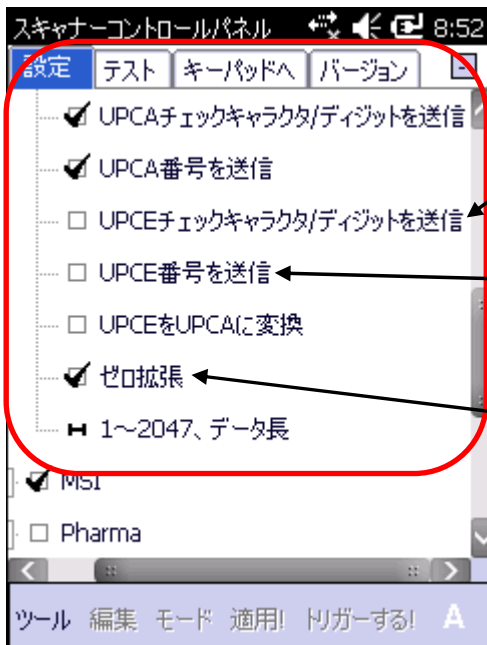 スキャナーコントロールパネル 8:52
設定 テスト キーパッドへ バージョン
UPCAチェックキャラクタ/ディジットを送信
UPCA番号を送信
UPCEチェックキャラクタ/ディジットを送信
UPCE番号を送信
UPCEをUPCAに変換
ゼロ拡張
1～2047、データ長
MSI
Pharma
ツール 編集 モード 適用! トリガーする! A